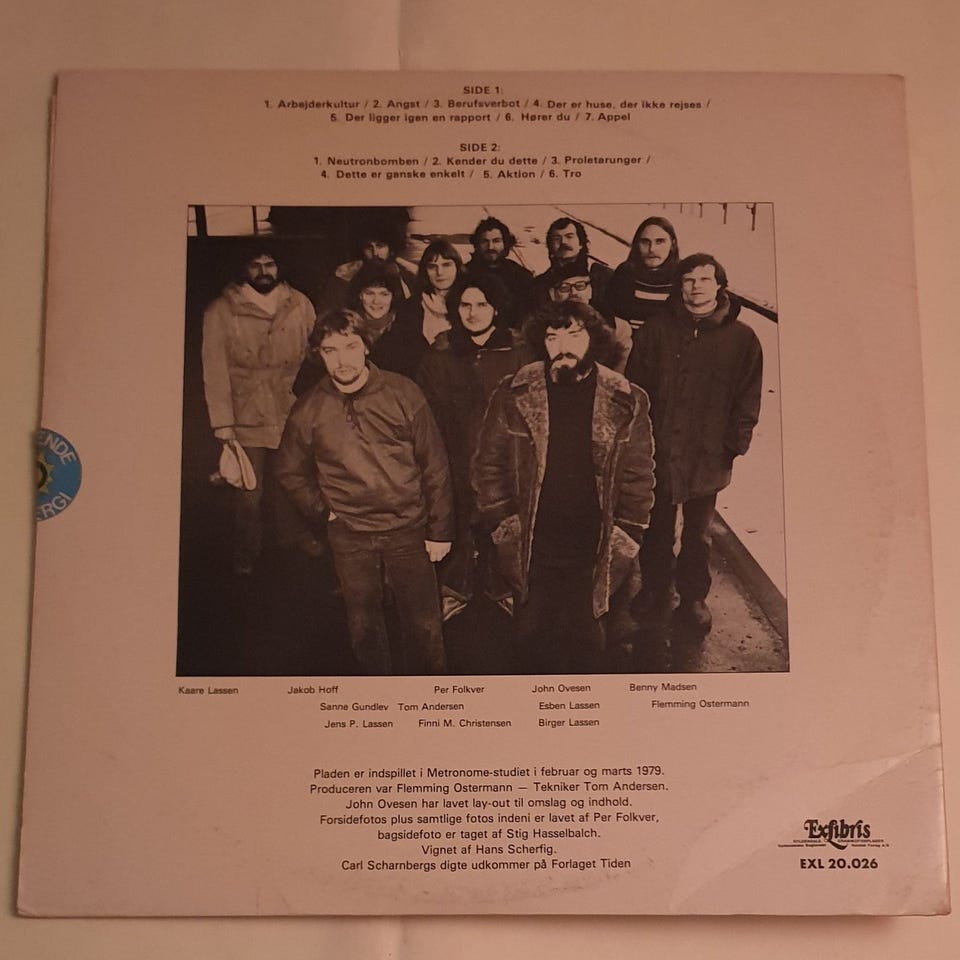 SIDE 1:
1. Arbejderkultur / 2. Angst / 3. Berufsverbot / 4. Der er huse, der ikke rejses /
5. Der ligger igen en rapport / 6. Hører du / 7. Appel
SIDE 2:
1. Neutronbomben / 2. Kender du dette / 3. Proletarunger /
4. Dette er ganske enkelt / 5. Aktion / 6. Tro
ENDE
ERGI
Kaare Lassen Jakob Hoff Per Folkver John Ovesen Benny Madsen
Sanne Gundlev Tom Andersen Esben Lassen Flemming Ostermann
Jens P. Lassen Finni M. Christensen Birger Lassen
Pladen er indspillet i Metronome-studiet i februar og marts 1979.
Produceren var Flemming Ostermann — Tekniker Tom Andersen.
John Ovesen har lavet lay-out til omslag og indhold.
Forsidefotos plus samtlige fotos indeni er lavet af Per Folkver,
bagsidefoto er taget af Stig Hasselbalch.
Vignet af Hans Scherfig.
Carl Scharnbergs digte udkommer på Forlaget Tiden
Exlibris
EXL 20.026